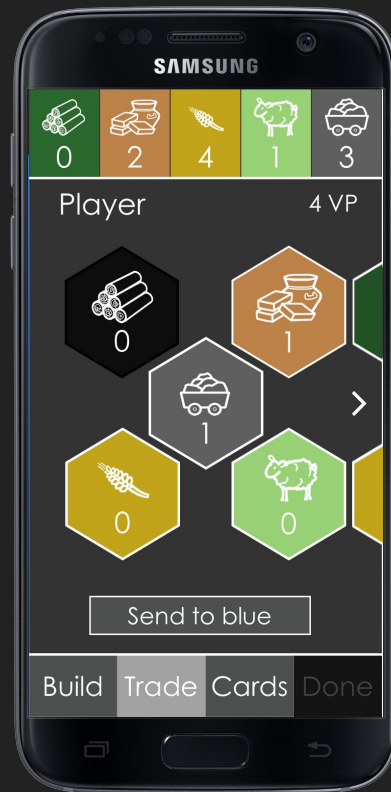 SAMSUNG
0 2 4 1 3
Player 4 VP
0 1
1
0 0
Send to blue
Build Trade Cards Done